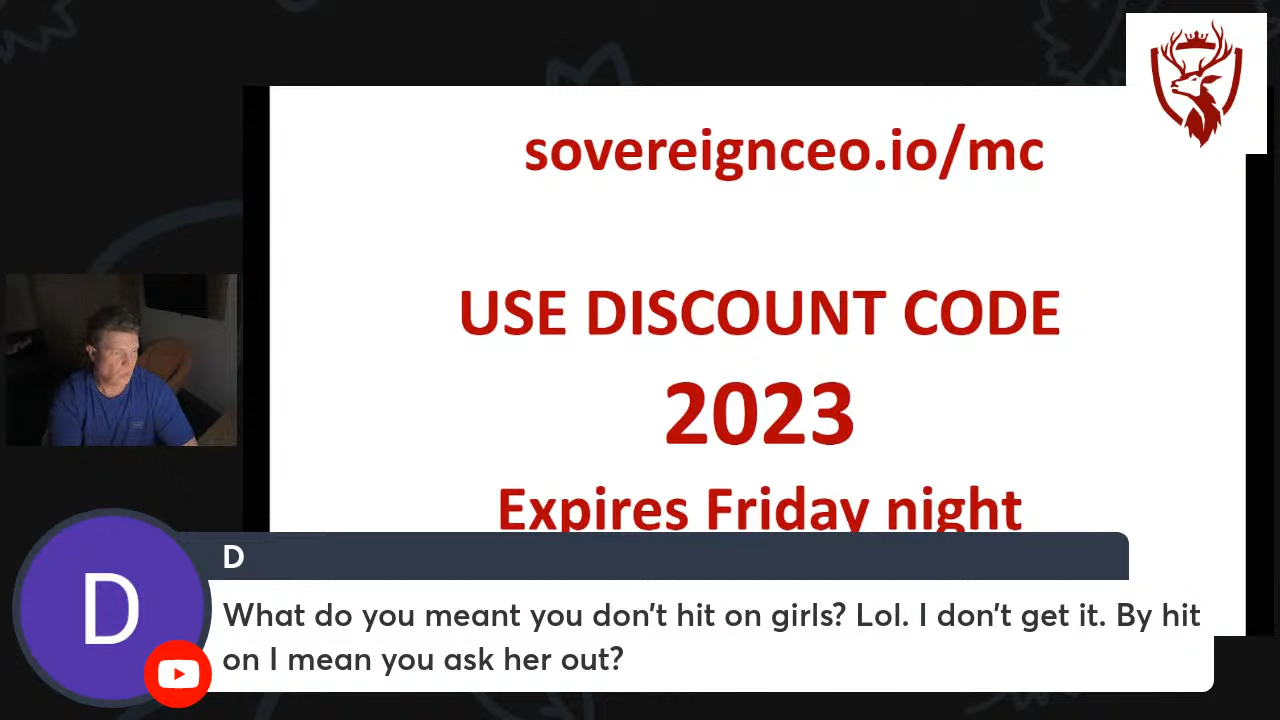 sovereignceo.io/mc
USE DISCOUNT CODE
2023
Expires Friday night
D
D
What do you meant you don't hit on girls? Lol. I don't get it. By hit
on I mean you ask her out?